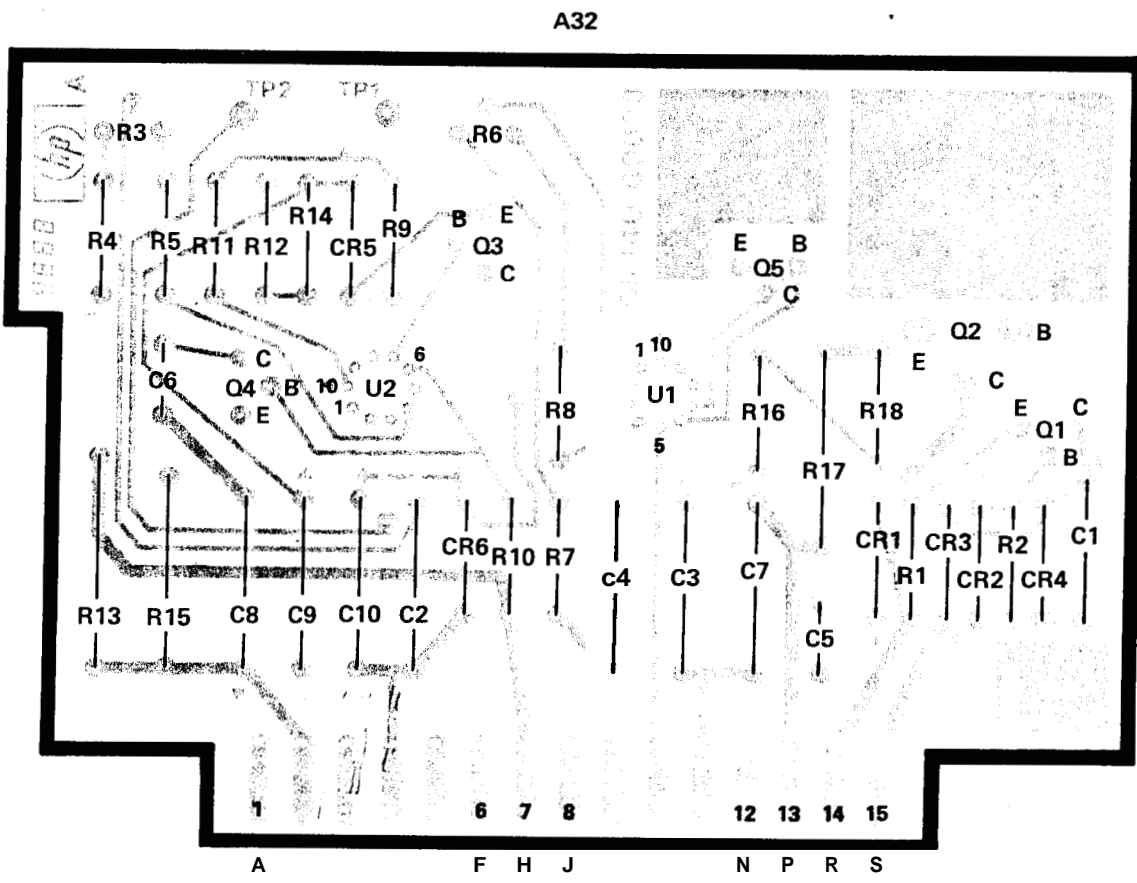 A32
A
TP2 TP1
hp
R3 R6
R4 R5 R11 R12 R14 CR5 R9
B E
Q3
C
E B
Q5
C
Q2 B
E
C
C6
C
Q4 B
E
10
1
U2
6
R8
1 10
U1
5
R16
R17
R18
E C
Q1
B
R13 R15 C8 C9 C10 C2
CR6 R10 R7
C4 C3 C7
C5
CR1 R1 CR3 CR2 R2 CR4 C1
1 6 7 8 12 13 14 15
A F H J N P R S